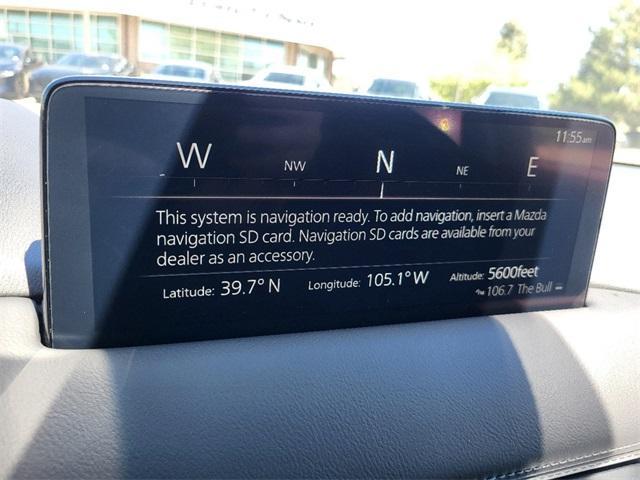 11:55am
W NW N NE E
This system is navigation ready. To add navigation, insert a Mazda
navigation SD card. Navigation SD cards are available from your
dealer as an accessory.
Latitude: 39.7° N Longitude: 105.1° W Altitude: 5600feet
106.7 The Bull